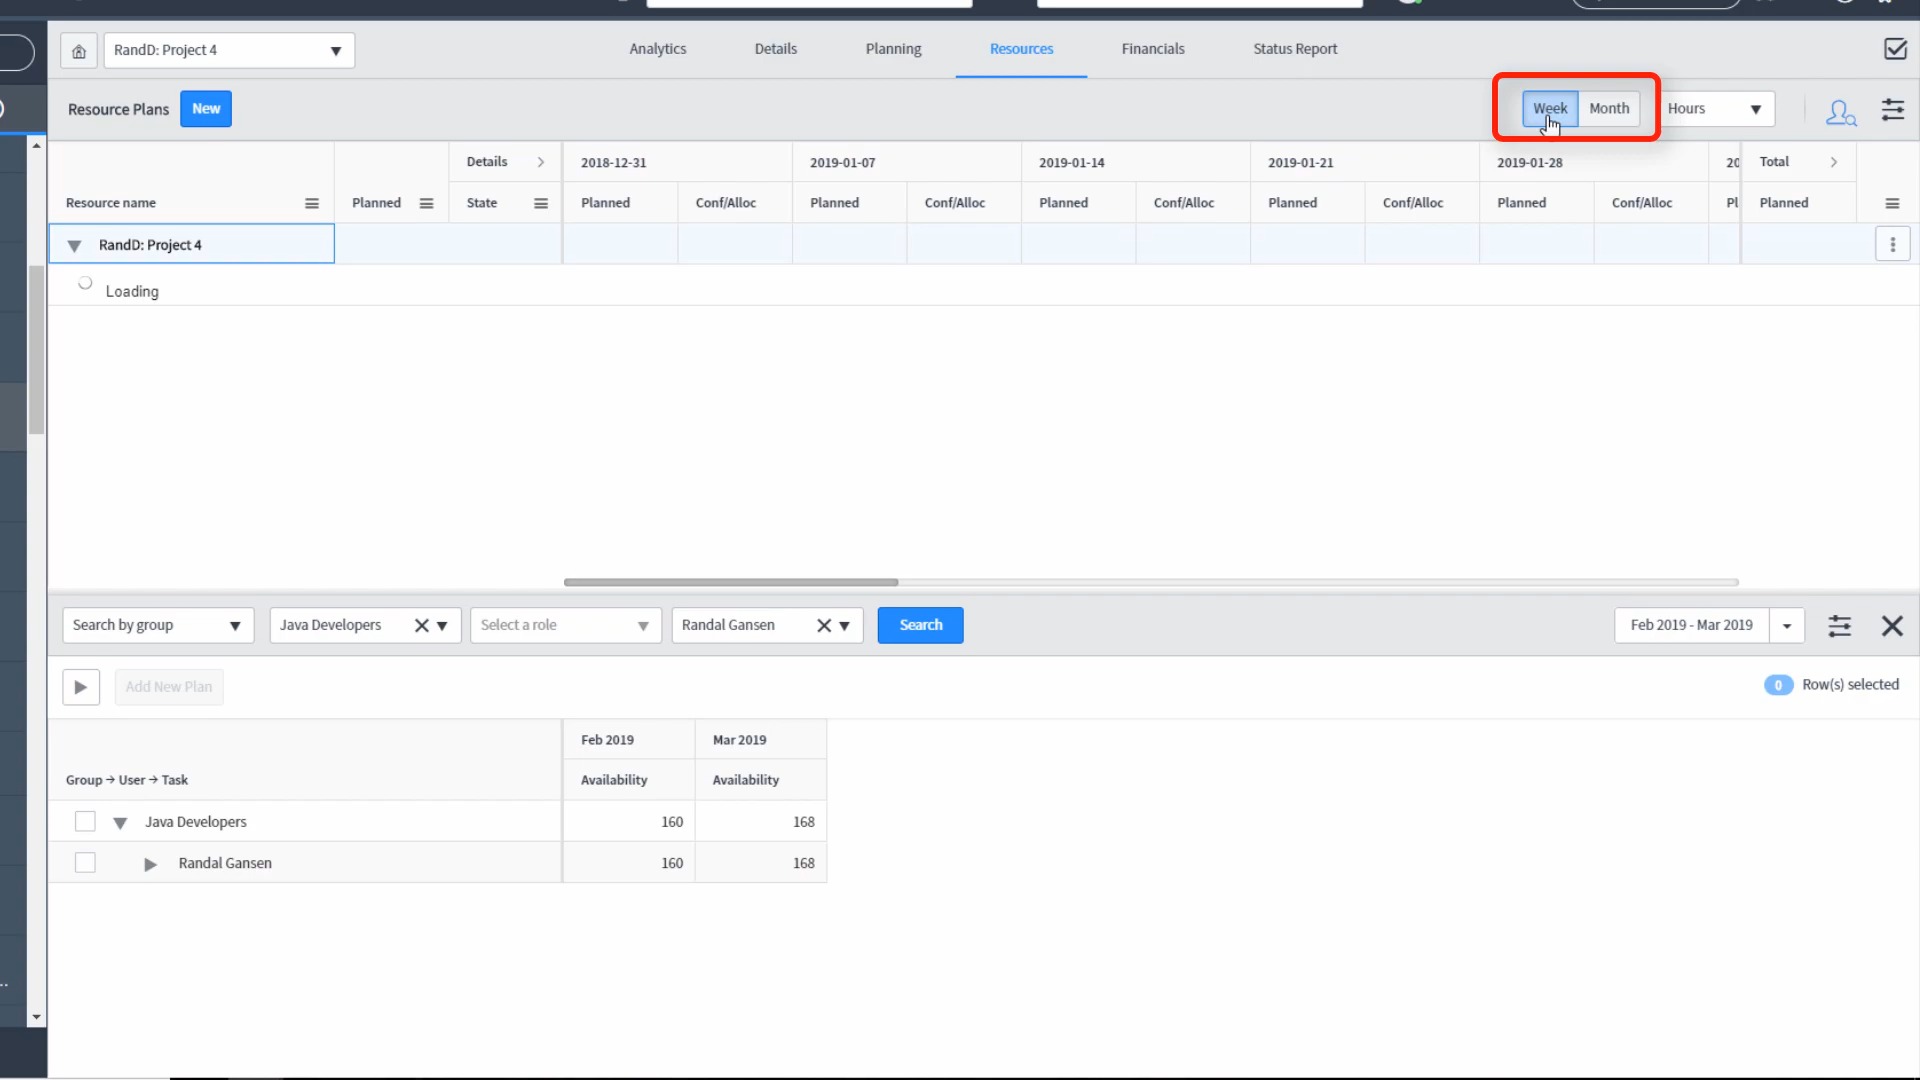 RandD: Project 4
Analytics Details Planning Resources Financials Status Report
Resource Plans New Week Month Hours
Details 2018-12-31 2019-01-07 2019-01-14 2019-01-21 2019-01-28 20 Total
Resource name Planned State Planned Conf/Alloc Planned Conf/Alloc Planned Conf/Alloc Planned Conf/Alloc Planned Conf/Alloc Pl Planned
RandD: Project 4
Loading
Search by group Java Developers Select a role Randal Gansen Search Feb 2019 - Mar 2019
Add New Plan 0 Row(s) selected
Feb 2019 Mar 2019
Group → User → Task Availability Availability
Java Developers 160 168
Randal Gansen 160 168